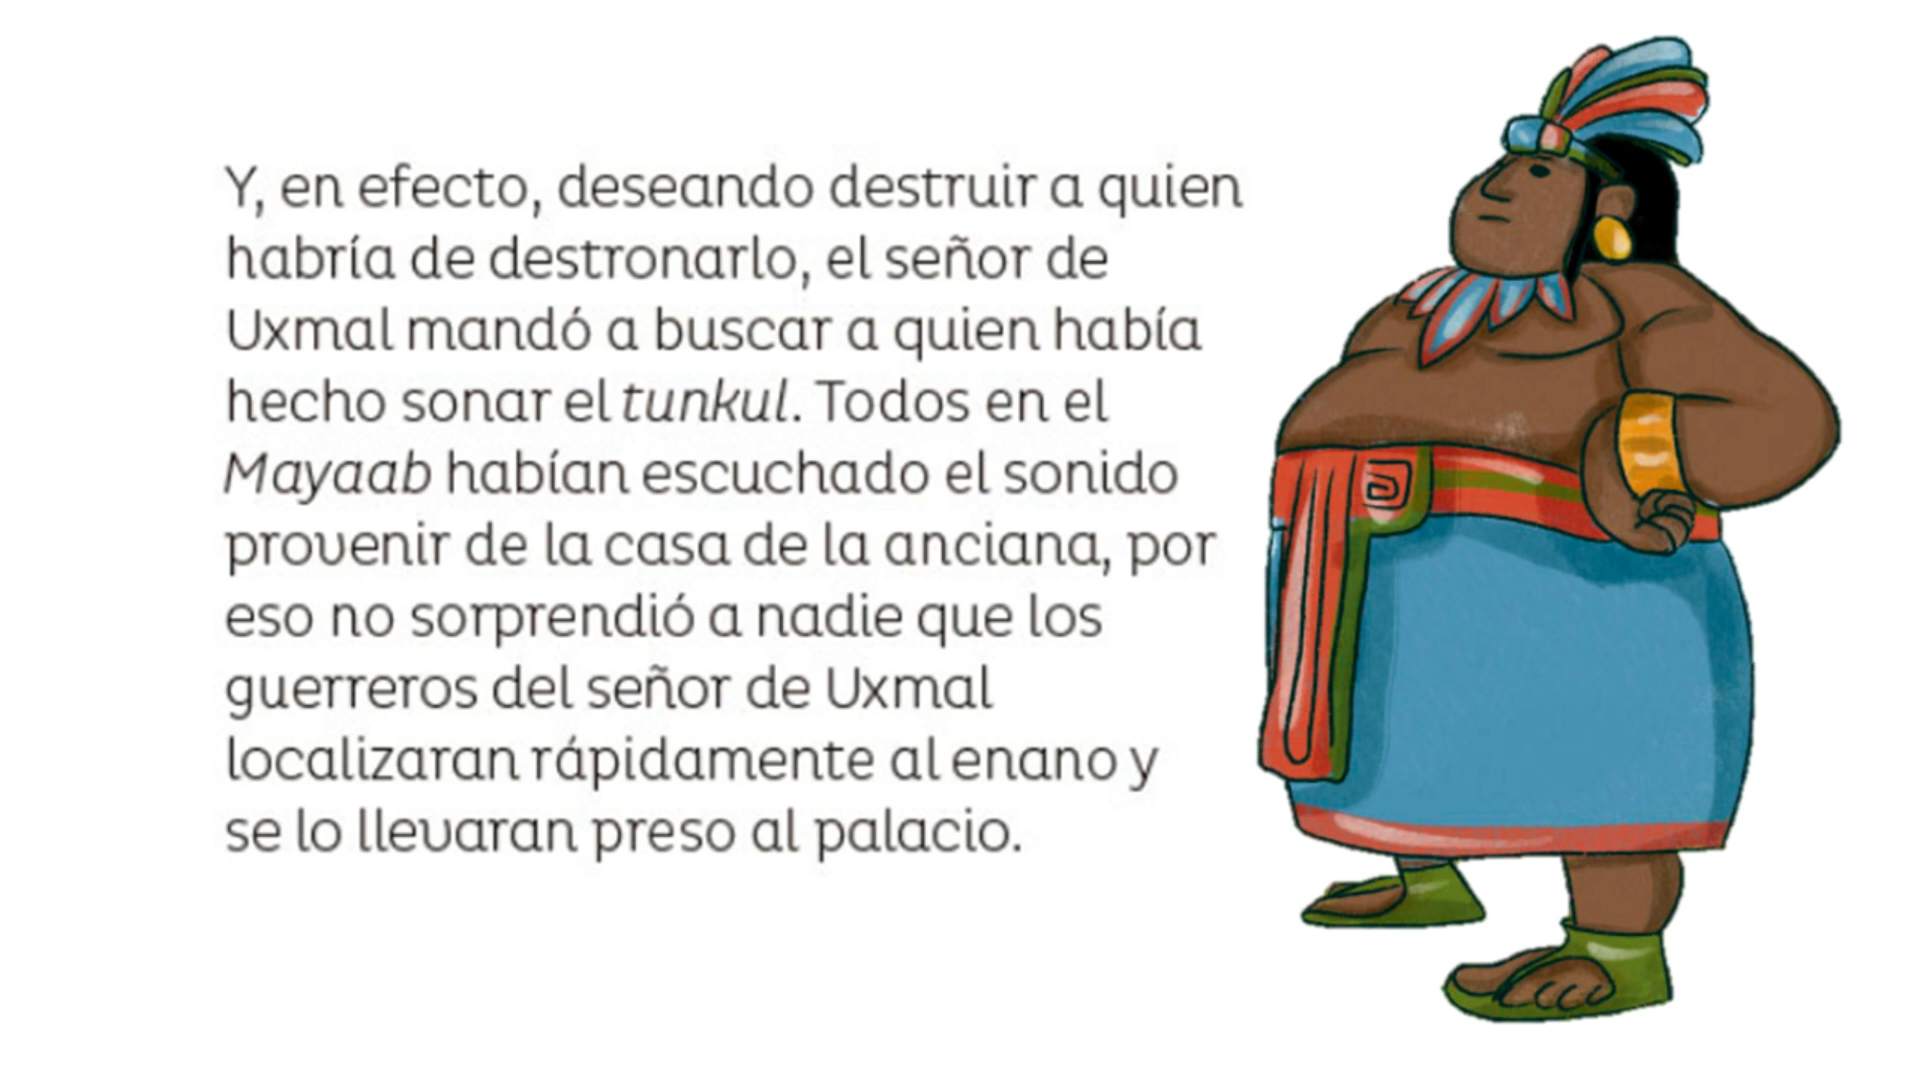 Y, en efecto, deseando destruir a quien
habría de destronarlo, el señor de
Uxmal mandó a buscar a quien había
hecho sonar el tunkul. Todos en el
Mayaab habían escuchado el sonido
provenir de la casa de la anciana, por
eso no sorprendió a nadie que los
guerreros del señor de Uxmal
localizaran rápidamente al enano y
se lo llevaran preso al palacio.